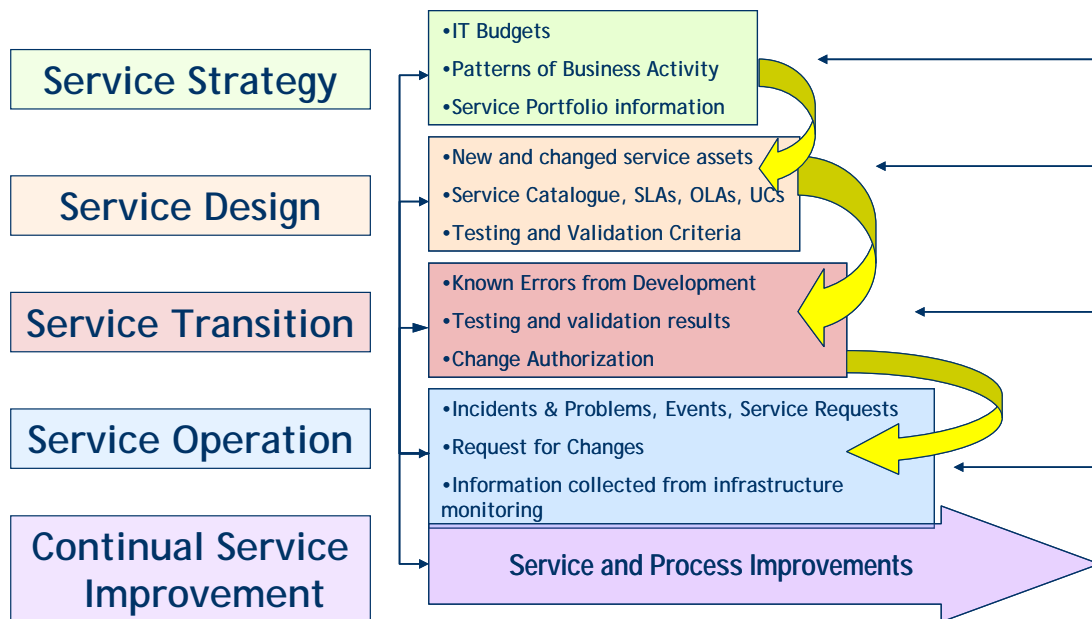 Service Strategy
•IT Budgets
•Patterns of Business Activity
•Service Portfolio information
Service Design
•New and changed service assets
•Service Catalogue, SLAs, OLAs, UCs
•Testing and Validation Criteria
Service Transition
•Known Errors from Development
•Testing and validation results
•Change Authorization
Service Operation
•Incidents & Problems, Events, Service Requests
•Request for Changes
•Information collected from infrastructure
monitoring
Continual Service
Improvement
Service and Process Improvements